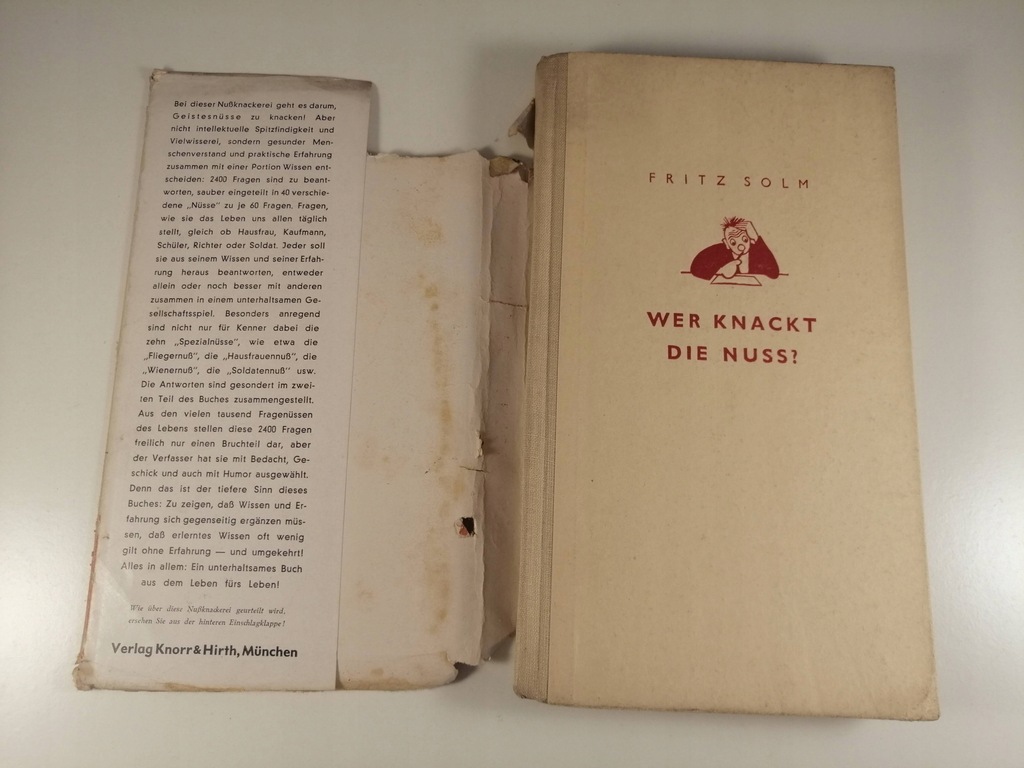 Bei dieser Nußknackerei geht es darum,
Geistesnüsse zu knacken! Aber
nicht intellektuelle Spitzfindigkeit und
Vielwisserei, sondern gesunder Men-
schenverstand und praktische Erfahrung
zusammen mit einer Portion Wissen ent-
scheiden: 2400 Fragen sind zu beant-
worten, sauber eingeteilt in 40 verschie-
dene „Nüsse" zu je 60 Fragen. Fragen,
wie sie das Leben uns allen täglich
stellt, gleich ob Hausfrau, Kaufmann,
Schüler, Richter oder Soldat. Jeder soll
sie aus seinem Wissen und seiner Erfah-
rung heraus beantworten, entweder
allein oder noch besser mit anderen
zusammen in einem unterhaltsamen Ge-
sellschaftsspiel. Besonders anregend
sind nicht nur für Kenner dabei die
zehn „Spezialnüsse", wie etwa die
„Fliegernuß", die „Hausfrauennuß", die
„Wienernuß", die „Soldatennuß" usw.
Die Antworten sind gesondert im zwei-
ten Teil des Buches zusammengestellt.
Aus den vielen tausend Fragenüssen
des Lebens stellen diese 2400 Fragen
freilich nur einen Bruchteil dar, aber
der Verfasser hat sie mit Bedacht, Ge-
schick und auch mit Humor ausgewählt.
Denn das ist der tiefere Sinn dieses
Buches: Zu zeigen, daß Wissen und Er-
fahrung sich gegenseitig ergänzen müs-
sen, daß erlerntes Wissen oft wenig
gilt ohne Erfahrung — und umgekehrt!
Alles in allem: Ein unterhaltsames Buch
aus dem Leben fürs Leben!
Wie über diese Nußknackerei geurteilt wird,
ersehen Sie aus der hinteren Einschlagklappe!
Verlag Knorr & Hirth, München
FRITZ SOLM
WER KNACKT
DIE NUSS?